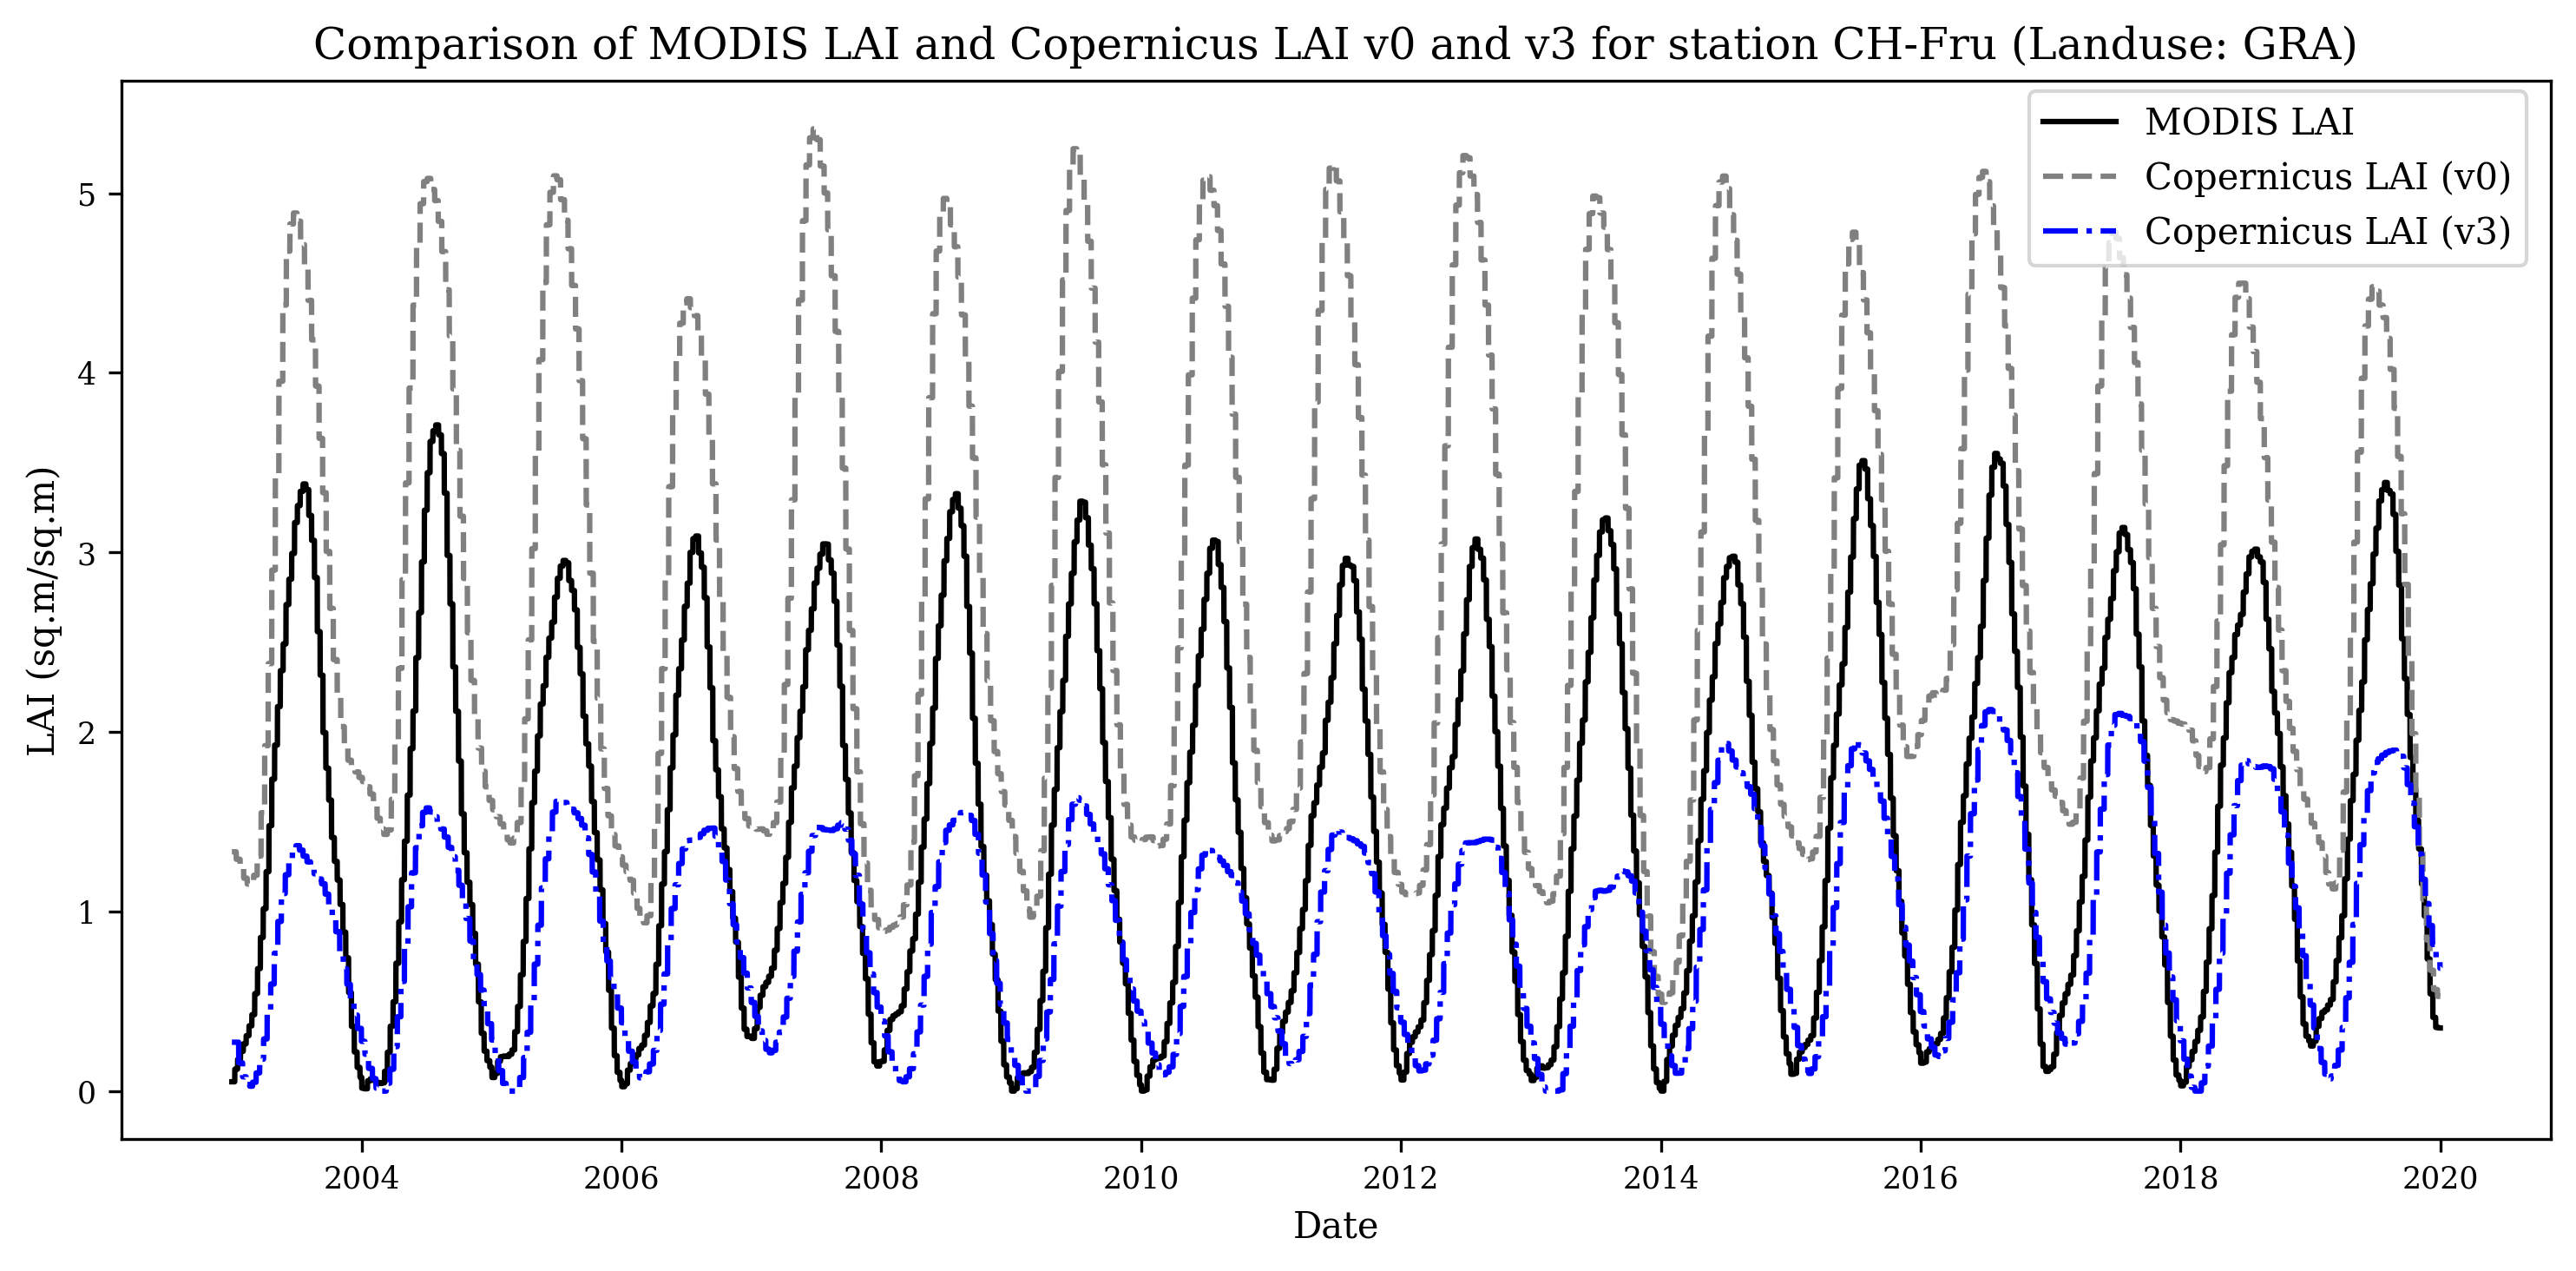 Comparison of MODIS LAI and Copernicus LAI v0 and v3 for station CH-Fru (Landuse: GRA)
MODIS LAI
Copernicus LAI (v0)
Copernicus LAI (v3)
LAI (sq.m/sq.m)
5
4
3
2
1
0
2004 2006 2008 2010 2012 2014 2016 2018 2020
Date